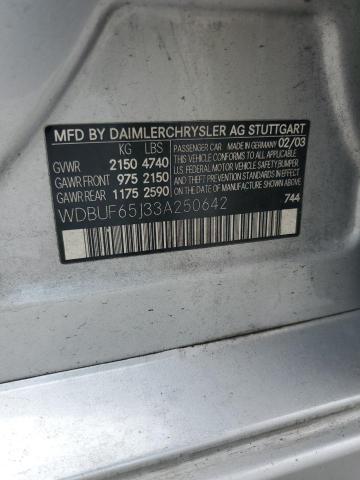 MFD BY DAIMLERCHRYSLER AG STUTTGART
KG LBS PASSENGER CAR MADE IN GERMANY 02/03
GVWR 2150 4740
GAWR FRONT 975 2150
GAWR REAR 1175 2590
THIS VEHICLE CONFORMS TO ALL APPLICABLE U.S. FEDERAL MOTOR VEHICLE SAFETY, BUMPER, AND THEFT PREVENTION STANDARDS IN EFFECT ON THE DATE OF MANUFACTURE SHOWN ABOVE.
WDBUF65J33A250642 744